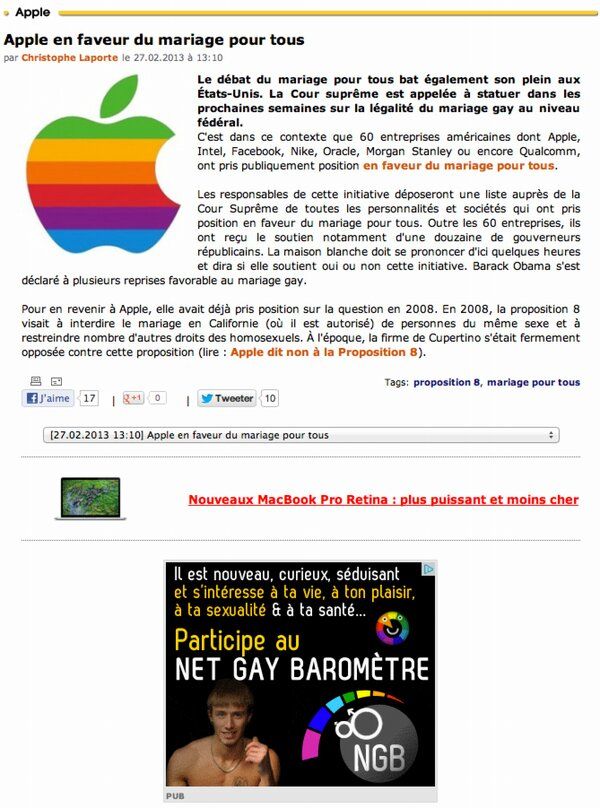 Apple
Apple en faveur du mariage pour tous
par Christophe Laporte le 27.02.2013 à 13:10
Le débat du mariage pour tous bat également son plein aux
États-Unis. La Cour suprême est appelée à statuer dans les
prochaines semaines sur la légalité du mariage gay au niveau
fédéral.
C'est dans ce contexte que 60 entreprises américaines dont Apple,
Intel, Facebook, Nike, Oracle, Morgan Stanley ou encore Qualcomm,
ont pris publiquement position en faveur du mariage pour tous.
Les responsables de cette initiative déposeront une liste auprès de la
Cour Suprême de toutes les personnalités et sociétés qui ont pris
position en faveur du mariage pour tous. Outre les 60 entreprises, ils
ont reçu le soutien notamment d'une douzaine de gouverneurs
républicains. La maison blanche doit se prononcer d'ici quelques heures
et dira si elle soutient oui ou non cette initiative. Barack Obama s'est
déclaré à plusieurs reprises favorable au mariage gay.
Pour en revenir à Apple, elle avait déjà pris position sur la question en 2008. En 2008, la proposition 8
visait à interdire le mariage en Californie (où il est autorisé) de personnes du même sexe et à
restreindre nombre d'autres droits des homosexuels. À l'époque, la firme de Cupertino s'était fermement
opposée contre cette proposition (lire : Apple dit non à la Proposition 8).
Tags: proposition 8, mariage pour tous
J'aime 17 | g +1 0 | Tweeter 10
[27.02.2013 13:10] Apple en faveur du mariage pour tous
Nouveaux MacBook Pro Retina : plus puissant et moins cher
Il est nouveau, curieux, séduisant
et s'intéresse à ta vie, à ton plaisir,
à ta sexualité & à ta santé...
Participe au
NET GAY BAROMÈTRE
NGB
PUB